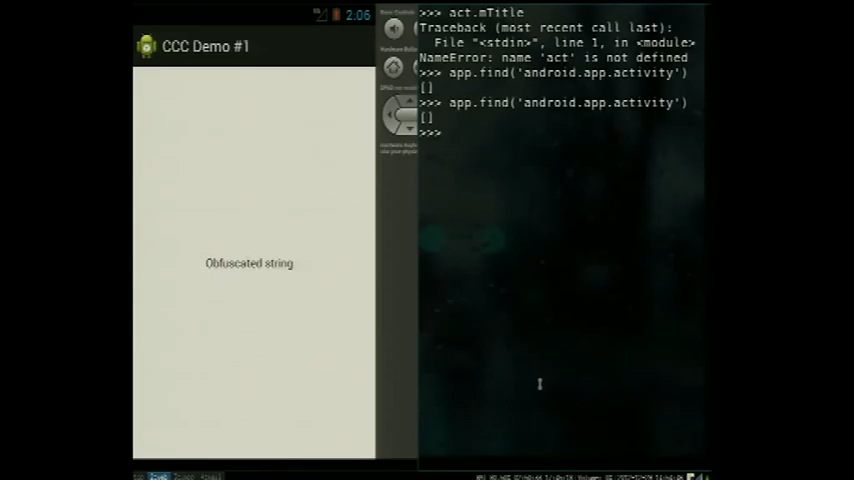 2:06
CCC Demo #1
Obfuscated string
>>> act.mTitle
Traceback (most recent call last):
  File "<stdin>", line 1, in <module>
NameError: name 'act' is not defined
>>> app.find('android.app.activity')
[]
>>> app.find('android.app.activity')
[]
>>>